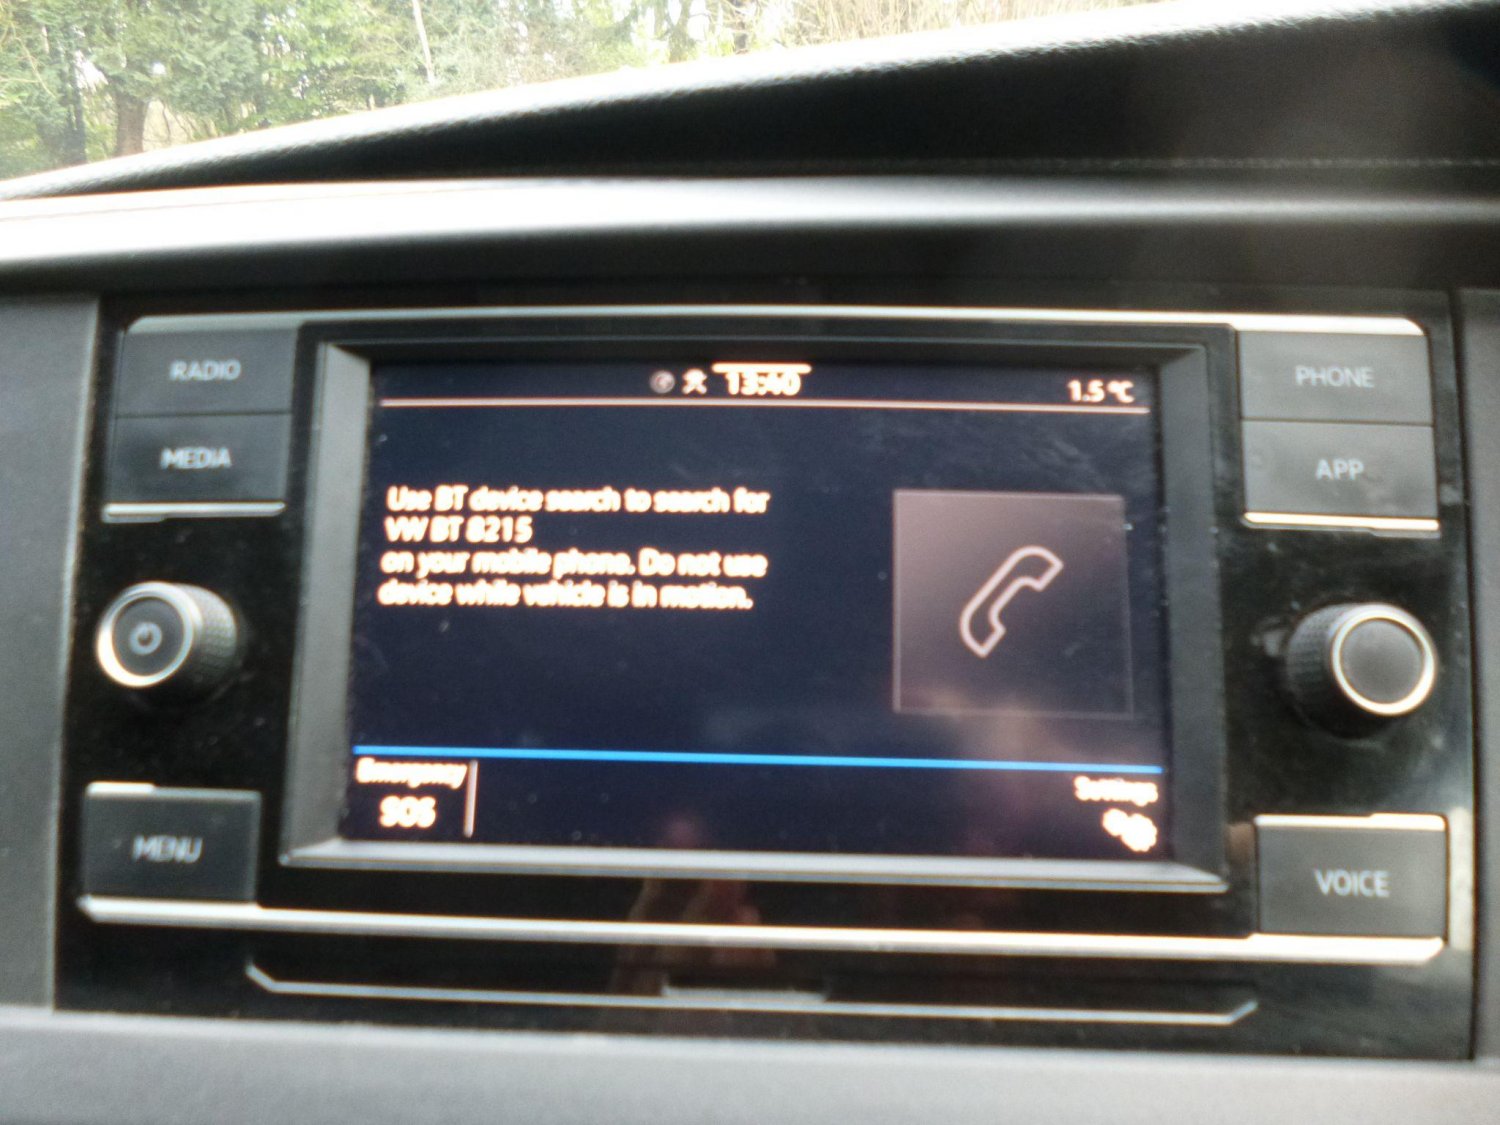 RADIO
MEDIA
MENU
13:40
1.5 °C
Use BT device search to search for
VW BT 8215
on your mobile phone. Do not use
device while vehicle is in motion.
Emergency
SOS
Settings
PHONE
APP
VOICE